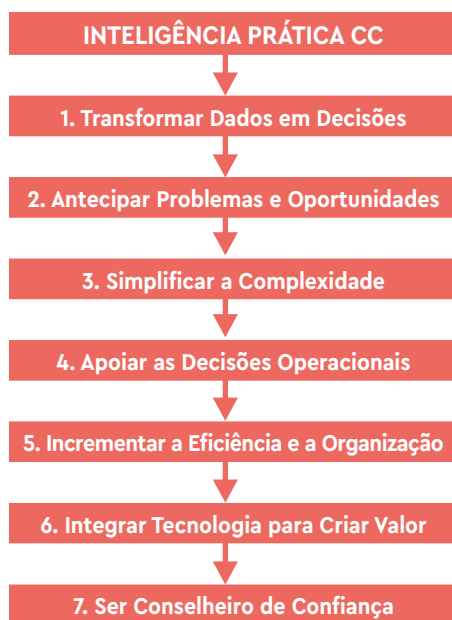 INTELIGÊNCIA PRÁTICA CC
1. Transformar Dados em Decisões
2. Antecipar Problemas e Oportunidades
3. Simplificar a Complexidade
4. Apoiar as Decisões Operacionais
5. Incrementar a Eficiência e a Organização
6. Integrar Tecnologia para Criar Valor
7. Ser Conselheiro de Confiança